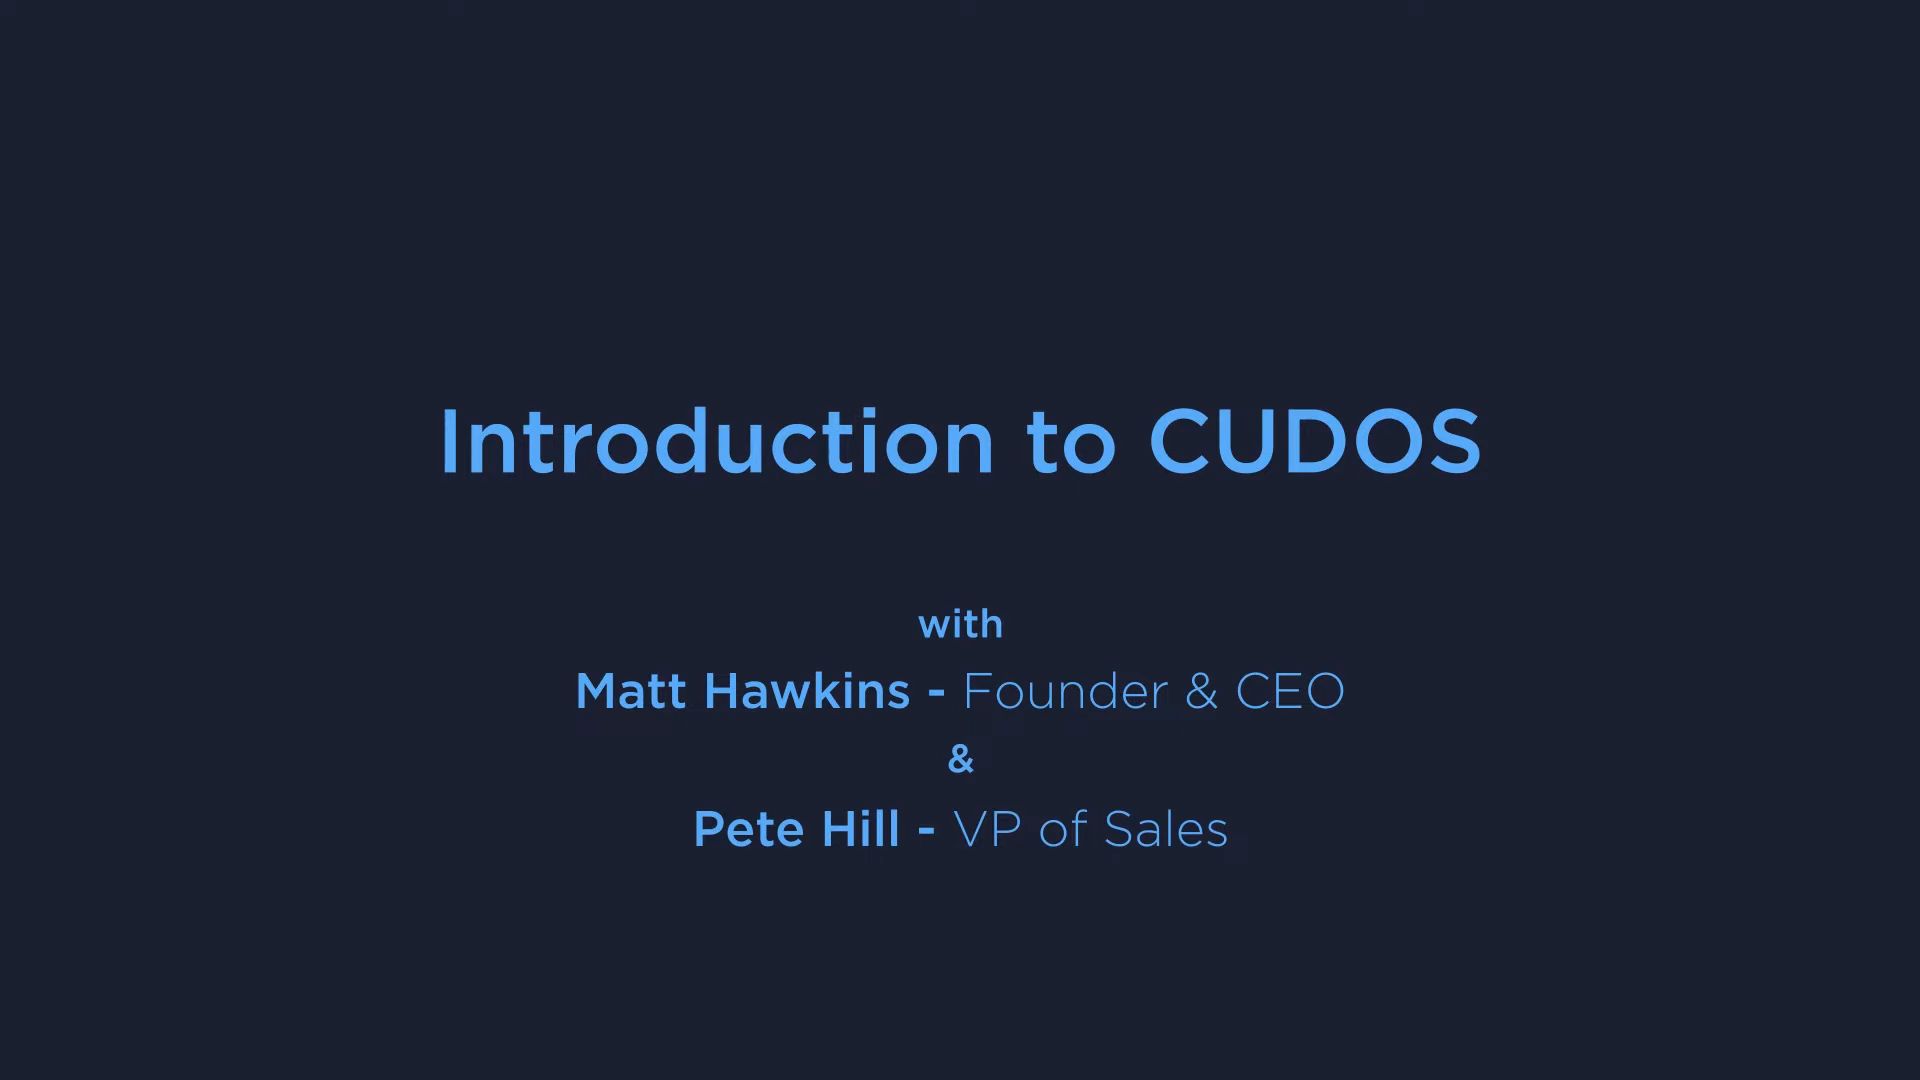 Introduction to CUDOS
with
Matt Hawkins - Founder & CEO
&
Pete Hill - VP of Sales